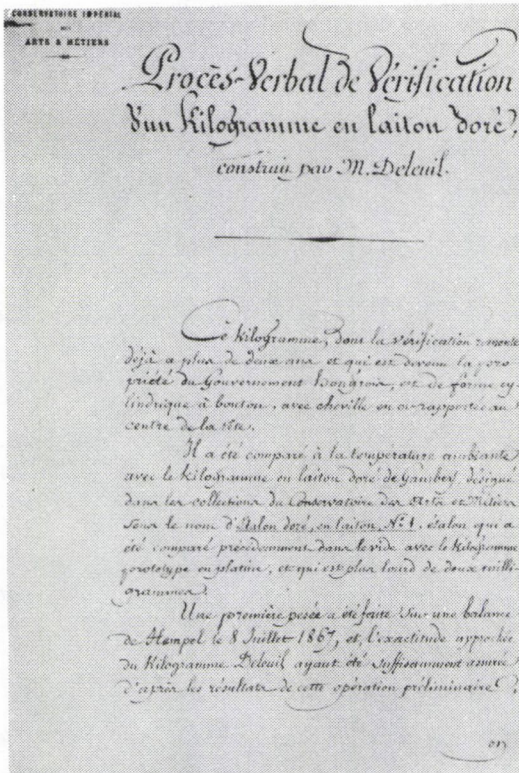 CONSERVATOIRE IMPÉRIAL
DES
ARTS & MÉTIERS
Procès-Verbal de Vérification
d'un Kilogramme en laiton doré,
construit par M. Deleuil.
Ce Kilogramme, dont la vérification remonte
déjà a plus de deux ans et qui est devenu la pro
priété du Gouvernement hongrois, est de forme cy
lindrique à bouton, avec cheville en or rapportée au
centre de la tête.
Il a été comparé à la température ambiante
avec le kilogramme en laiton doré de Gambey, désigné
dans les collections du Conservatoire des Arts et Métiers
sous le nom d'Étalon doré, en laiton, N.º 1, étalon qui a
été comparé précédemment dans le vide avec le Kilogramme
prototype en platine, et qui est plus lourd de deux milli-
grammes.
Une première pesée a été faite sur une balance
de Hempel le 8 Juillet 1867, et l'exactitude approchée
du Kilogramme Deleuil ayant été suffisamment assurée
d'après les résultats de cette opération préliminaire,
on